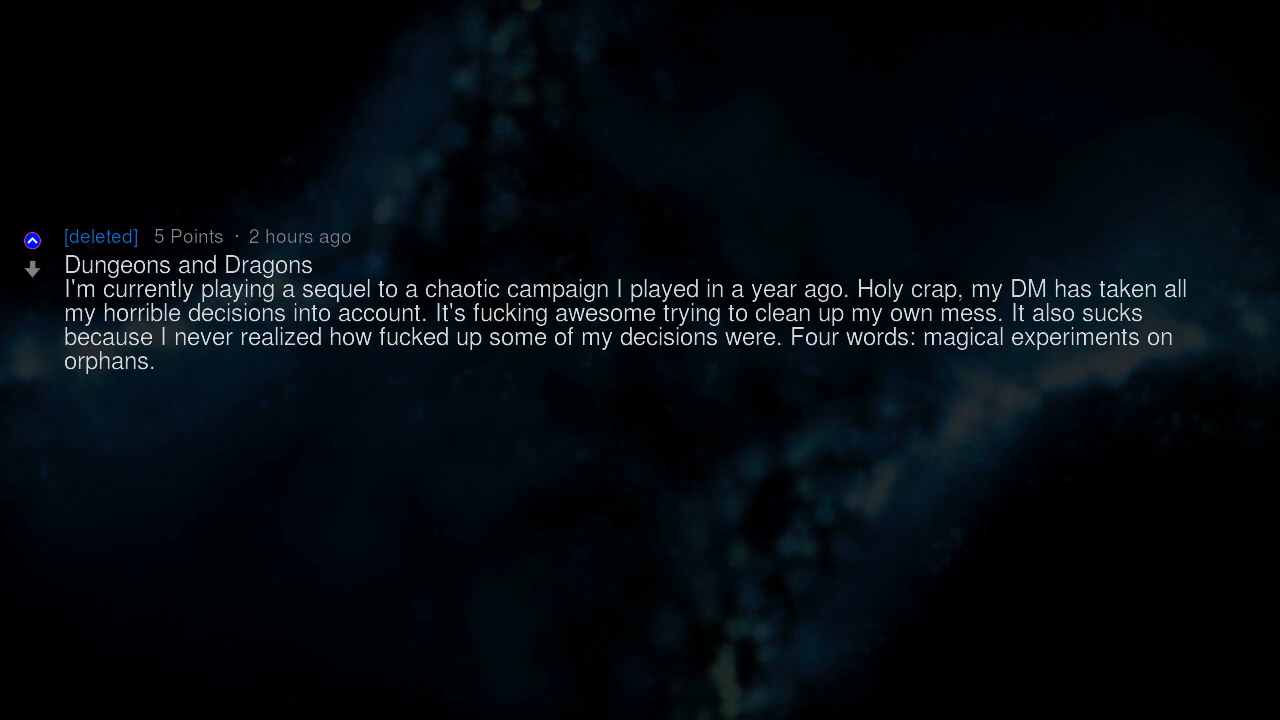 [deleted] 5 Points · 2 hours ago
Dungeons and Dragons
I'm currently playing a sequel to a chaotic campaign I played in a year ago. Holy crap, my DM has taken all
my horrible decisions into account. It's fucking awesome trying to clean up my own mess. It also sucks
because I never realized how fucked up some of my decisions were. Four words: magical experiments on
orphans.